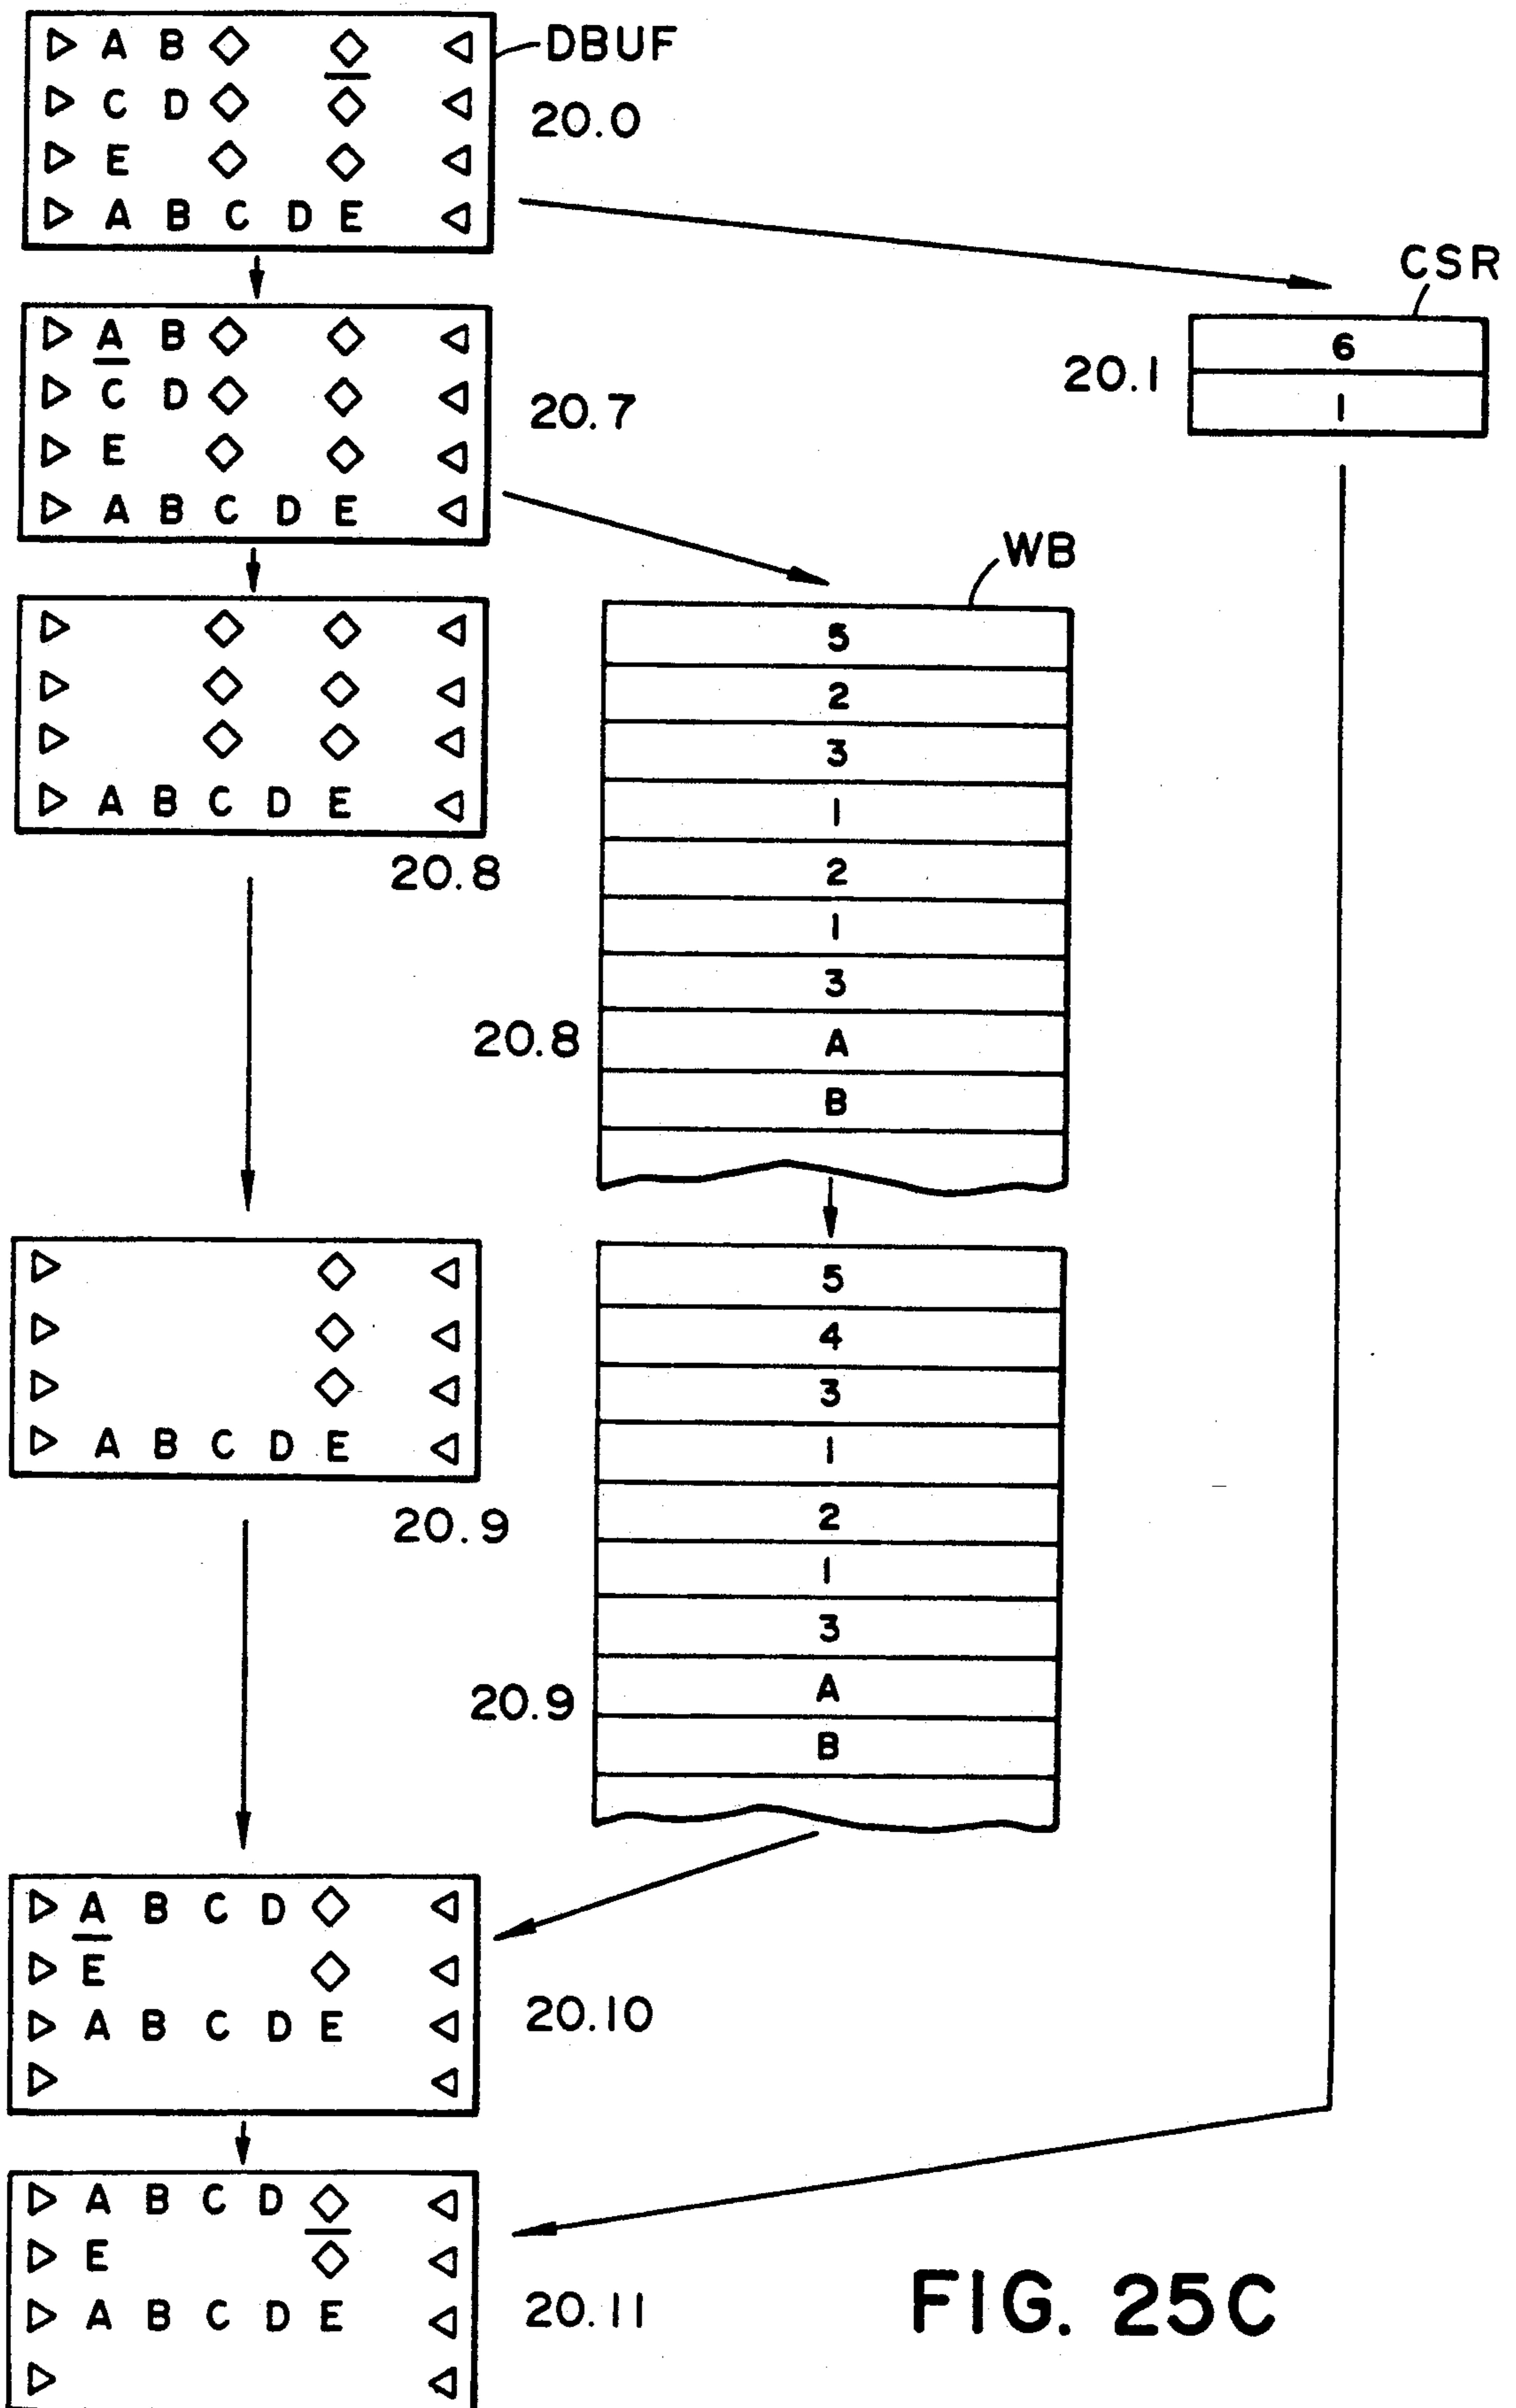 ▷ A B ◇ ◇ ◁
▷ C D ◇ ◇ ◁
▷ E ◇ ◇ ◁
▷ A B C D E ◁
DBUF
20.0
CSR
6
1
20.1
▷ A B ◇ ◇ ◁
▷ C D ◇ ◇ ◁
▷ E ◇ ◇ ◁
▷ A B C D E ◁
20.7
▷ ◇ ◇ ◁
▷ ◇ ◇ ◁
▷ ◇ ◇ ◁
▷ A B C D E ◁
20.8
WB
5
2
3
1
2
1
3
A
B
20.8
▷ ◇ ◁
▷ ◇ ◁
▷ ◇ ◁
▷ A B C D E ◁
20.9
5
4
3
1
2
1
3
A
B
20.9
▷ A B C D ◇ ◁
▷ E ◇ ◁
▷ A B C D E ◁
▷ ◁
20.10
▷ A B C D ◇ ◁
▷ E ◇ ◁
▷ A B C D E ◁
▷ ◁
20.11
FIG. 25C